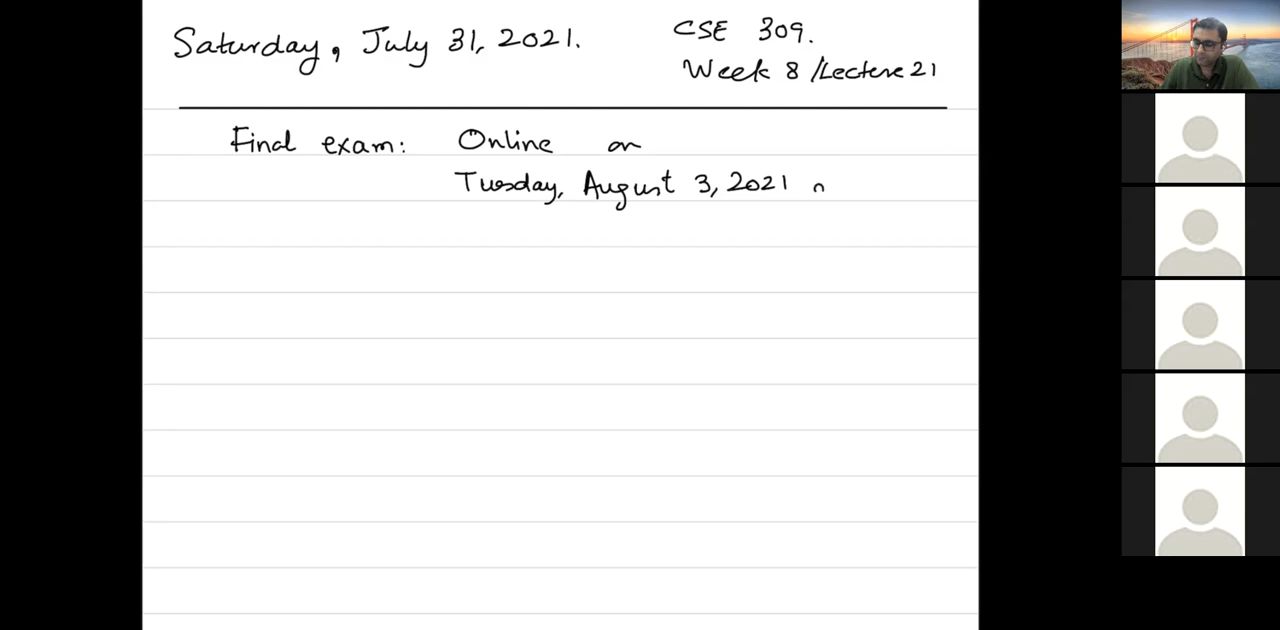 Saturday, July 31, 2021.
CSE 309.
Week 8 /Lecture 21
Final exam: Online on
Tuesday, August 3, 2021